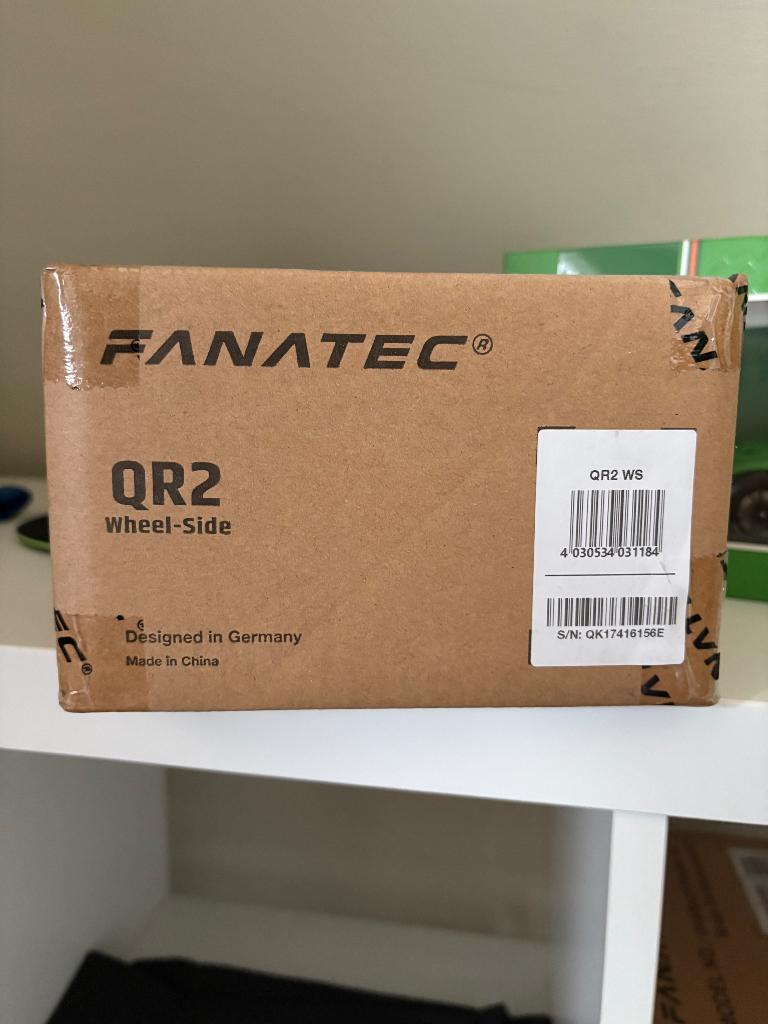 FANATEC®
QR2
Wheel-Side
Designed in Germany
Made in China
QR2 WS
4 030534 031184
S/N: QK17416156E